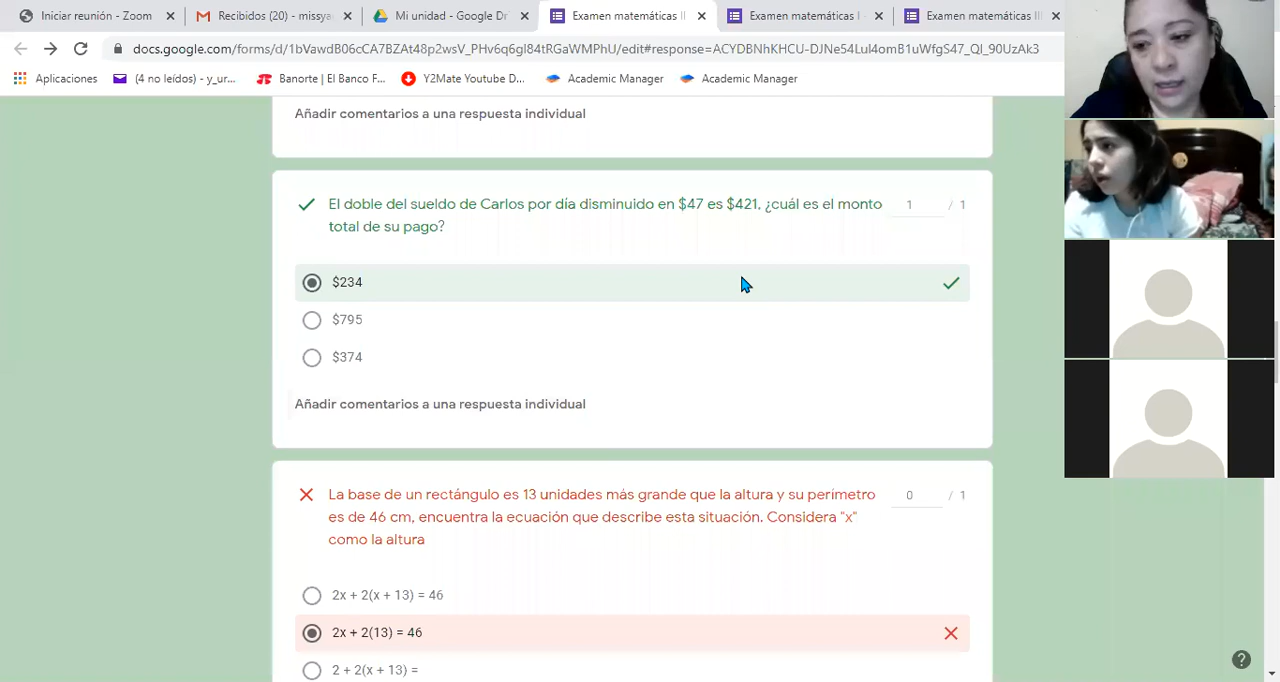 Iniciar reunión - Zoom
Recibidos (20) - missya
Mi unidad - Google Dr
Examen matemáticas II
Examen matemáticas I -
Examen matemáticas III
docs.google.com/forms/d/1bVawdB06cCA7BZAt48p2wsV_PHv6q6gl84tRGaWMPhU/edit#response=ACYDBNhKHCU-DJNe54Lul4omB1uWfgS47_Ql_90UzAk3
Aplicaciones
(4 no leídos) - y_ur...
Banorte | El Banco F...
Y2Mate Youtube D...
Academic Manager
Academic Manager
Añadir comentarios a una respuesta individual
El doble del sueldo de Carlos por día disminuido en $47 es $421, ¿cuál es el monto
total de su pago?
1 / 1
$234
$795
$374
Añadir comentarios a una respuesta individual
La base de un rectángulo es 13 unidades más grande que la altura y su perímetro
es de 46 cm, encuentra la ecuación que describe esta situación. Considera "x"
como la altura
0 / 1
2x + 2(x + 13) = 46
2x + 2(13) = 46
2 + 2(x + 13) =